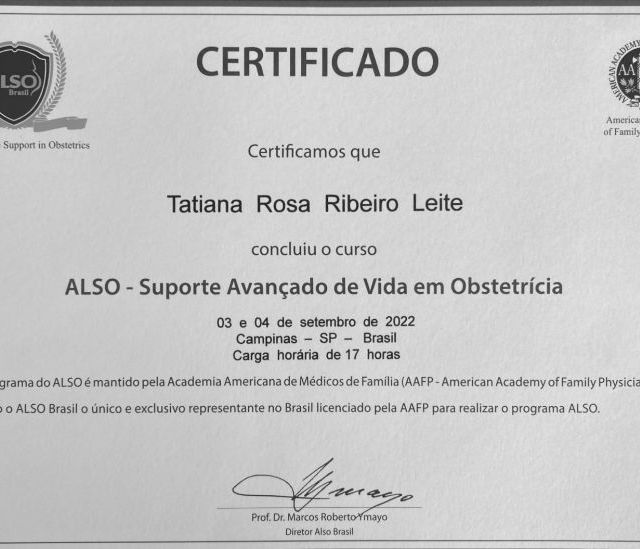 CERTIFICADO
LSO
Brasil
Support in Obstetrics
AMERICAN ACADEMY
AA
American
of Family
Certificamos que
Tatiana Rosa Ribeiro Leite
concluiu o curso
ALSO - Suporte Avançado de Vida em Obstetrícia
03 e 04 de setembro de 2022
Campinas – SP – Brasil
Carga horária de 17 horas
grama do ALSO é mantido pela Academia Americana de Médicos de Família (AAFP - American Academy of Family Physicia
o o ALSO Brasil o único e exclusivo representante no Brasil licenciado pela AAFP para realizar o programa ALSO.
Prof. Dr. Marcos Roberto Ymayo
Diretor Also Brasil